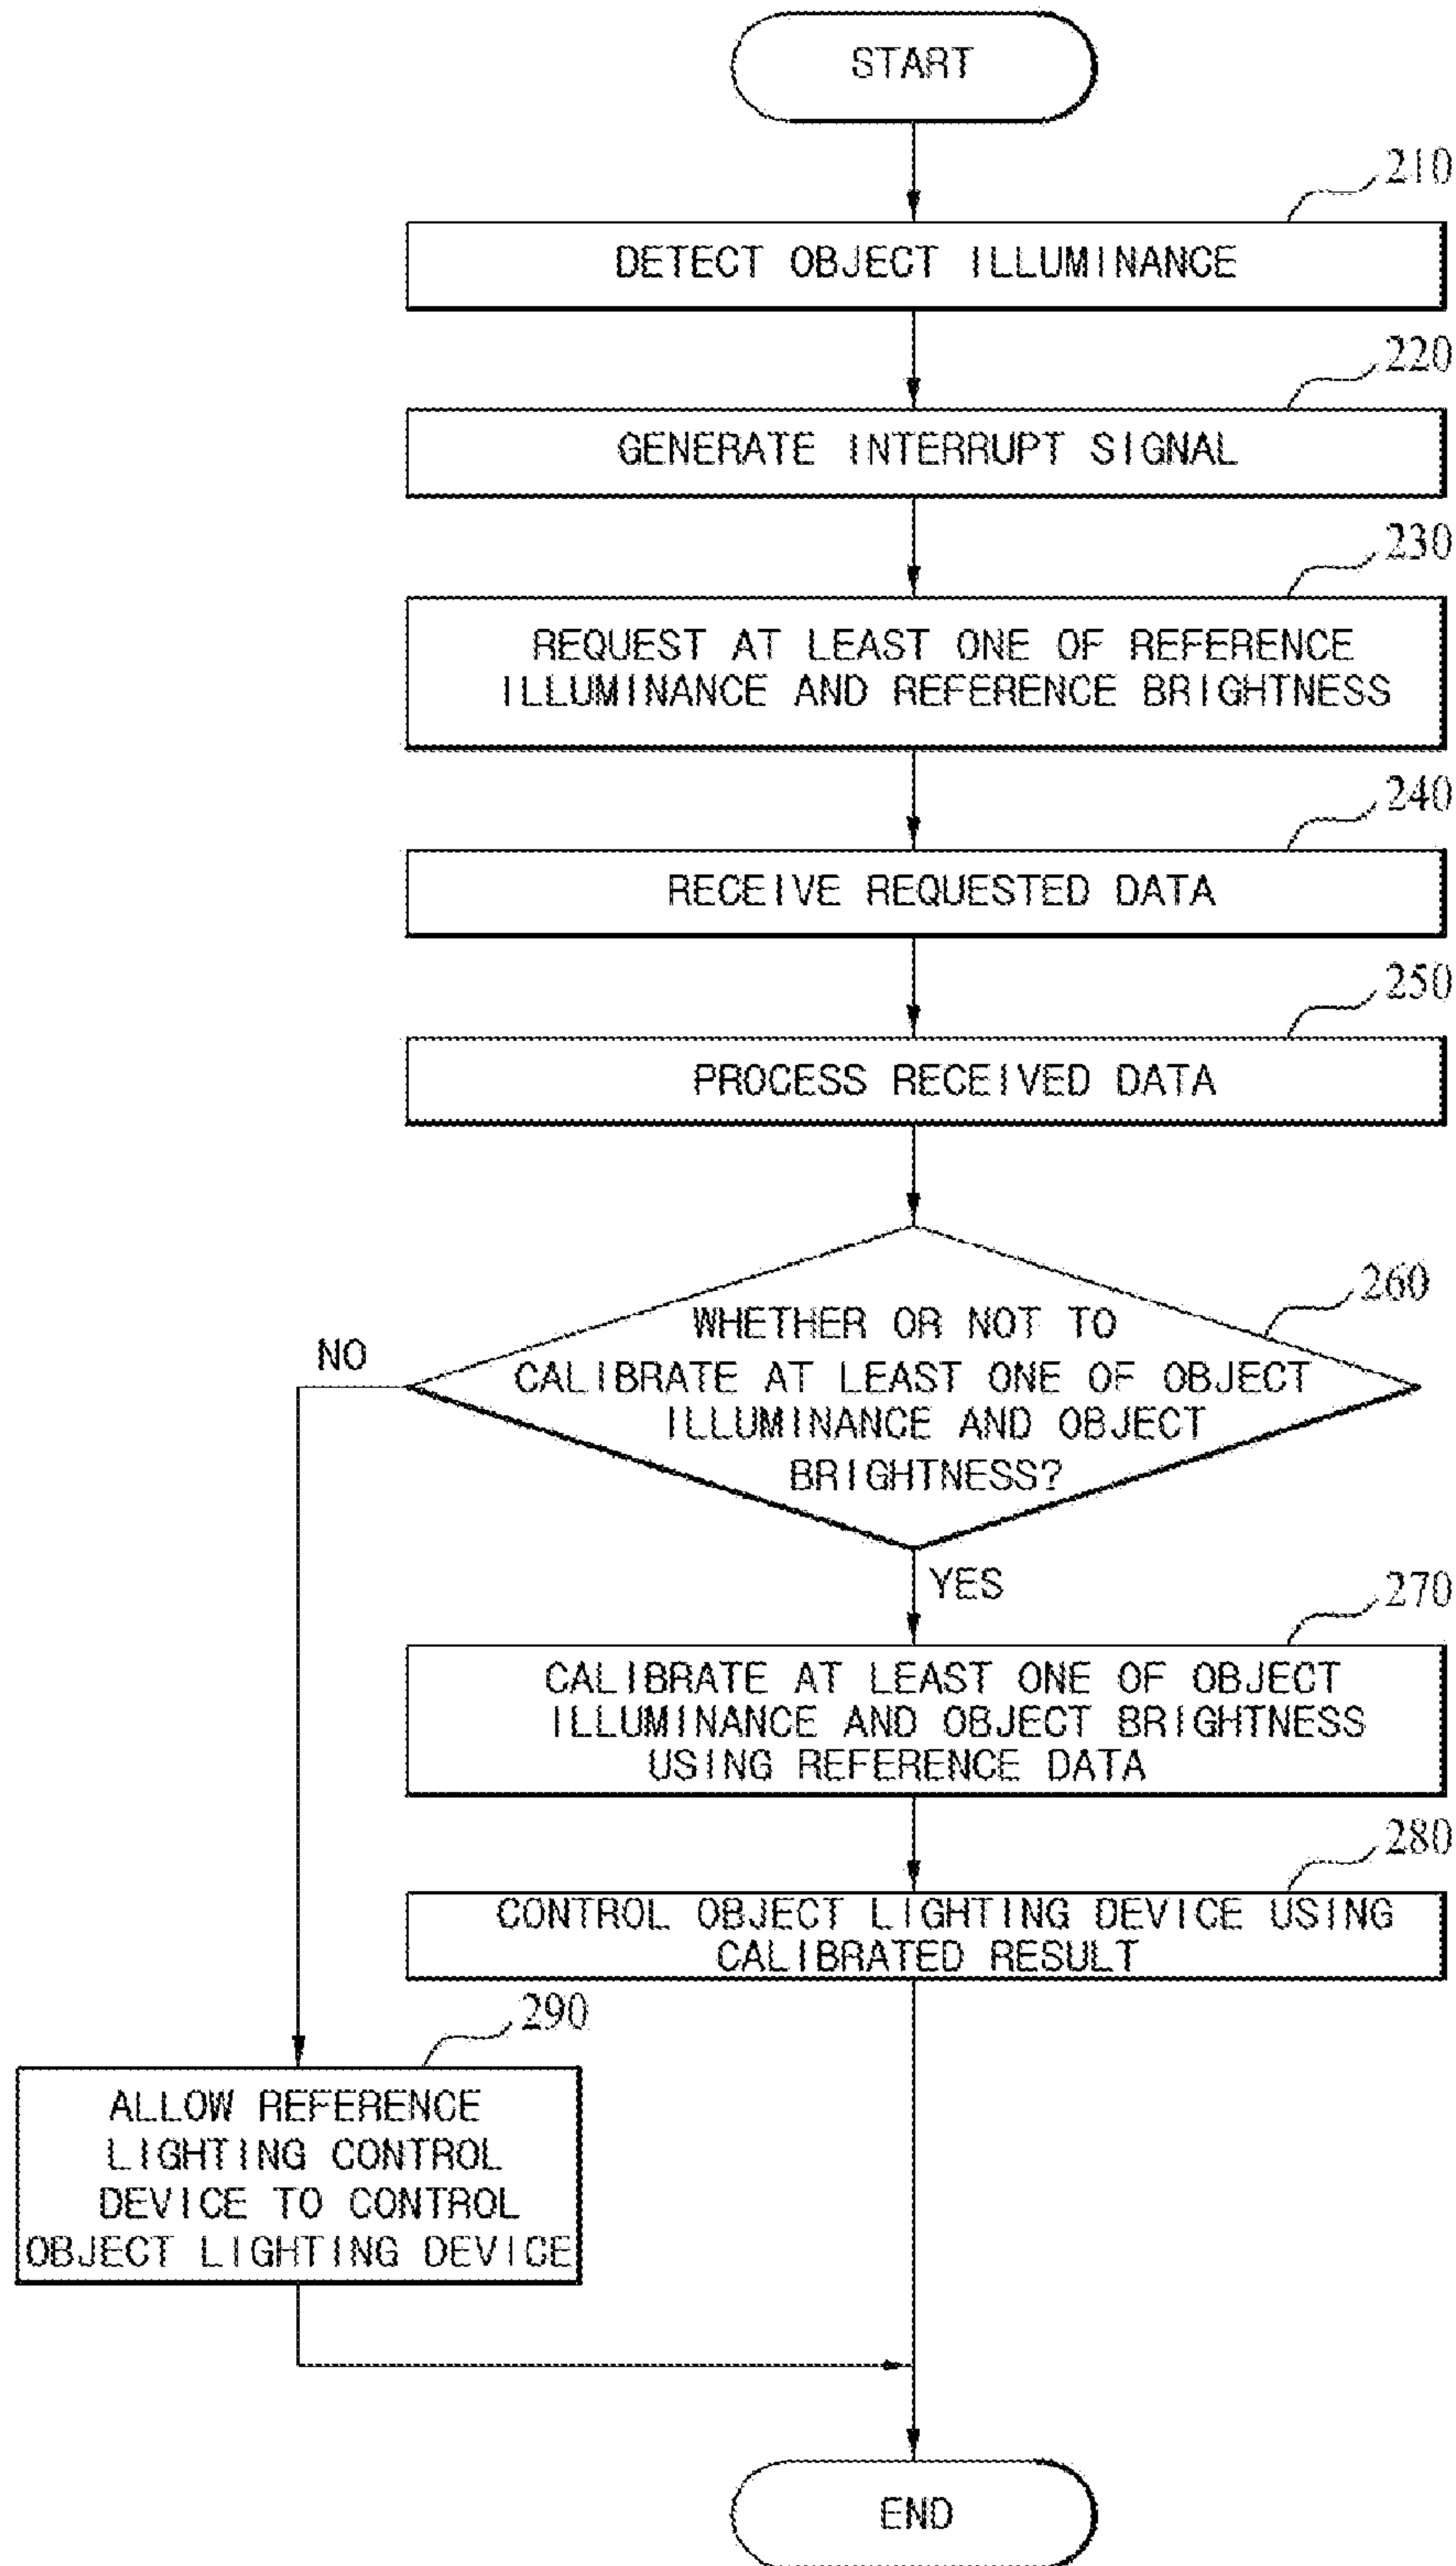 START
210
DETECT OBJECT ILLUMINANCE
220
GENERATE INTERRUPT SIGNAL
230
REQUEST AT LEAST ONE OF REFERENCE
ILLUMINANCE AND REFERENCE BRIGHTNESS
240
RECEIVE REQUESTED DATA
250
PROCESS RECEIVED DATA
260
WHETHER OR NOT TO
CALIBRATE AT LEAST ONE OF OBJECT
ILLUMINANCE AND OBJECT
BRIGHTNESS?
NO
YES
270
CALIBRATE AT LEAST ONE OF OBJECT
ILLUMINANCE AND OBJECT BRIGHTNESS
USING REFERENCE DATA
280
CONTROL OBJECT LIGHTING DEVICE USING
CALIBRATED RESULT
290
ALLOW REFERENCE
LIGHTING CONTROL
DEVICE TO CONTROL
OBJECT LIGHTING DEVICE
END